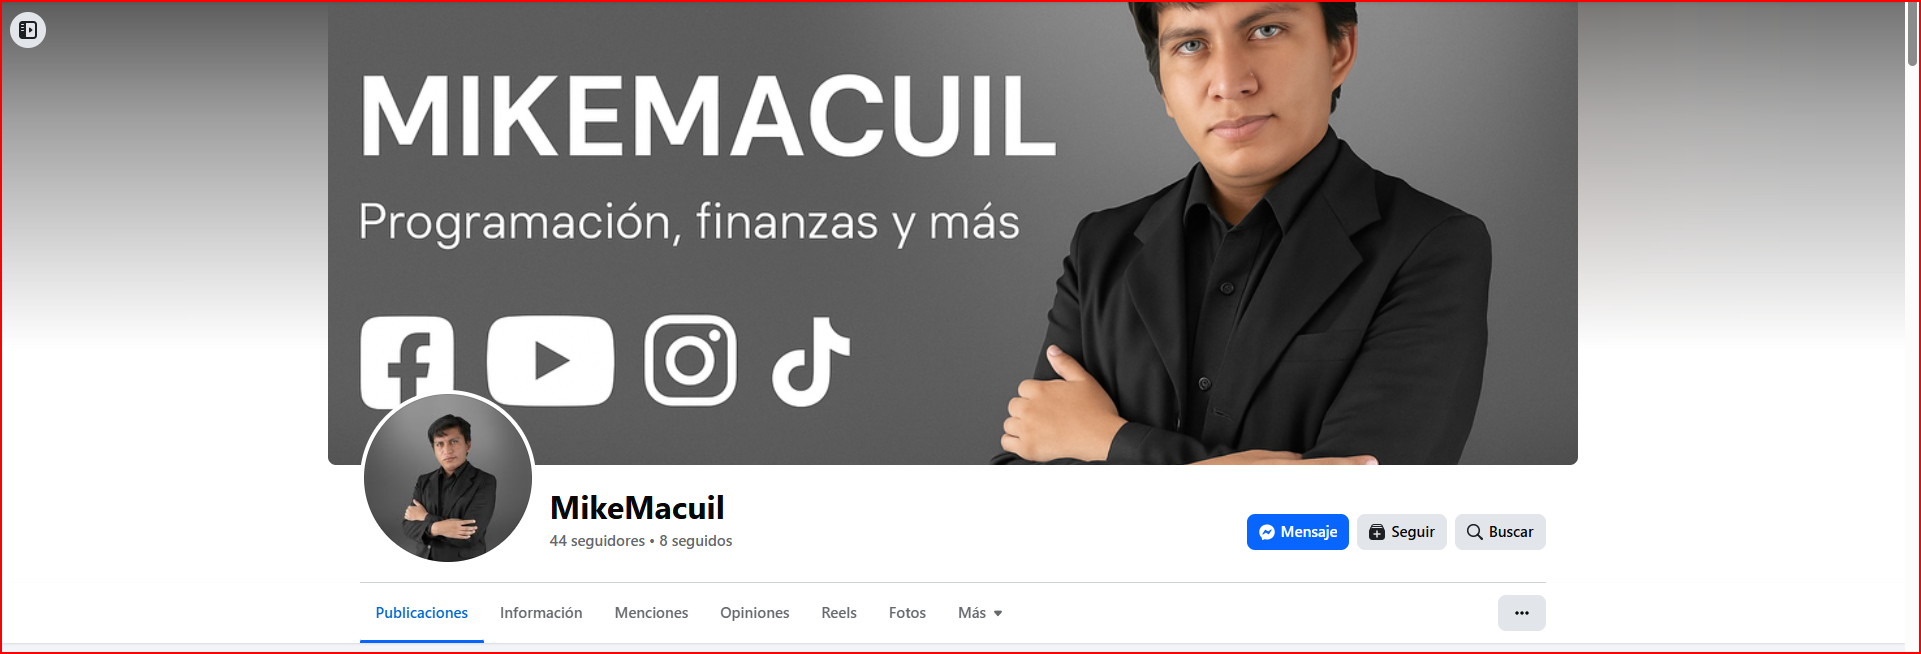 MIKEMACUIL
Programación, finanzas y más
MikeMacuil
44 seguidores • 8 seguidos
Mensaje
Seguir
Buscar
Publicaciones
Información
Menciones
Opiniones
Reels
Fotos
Más